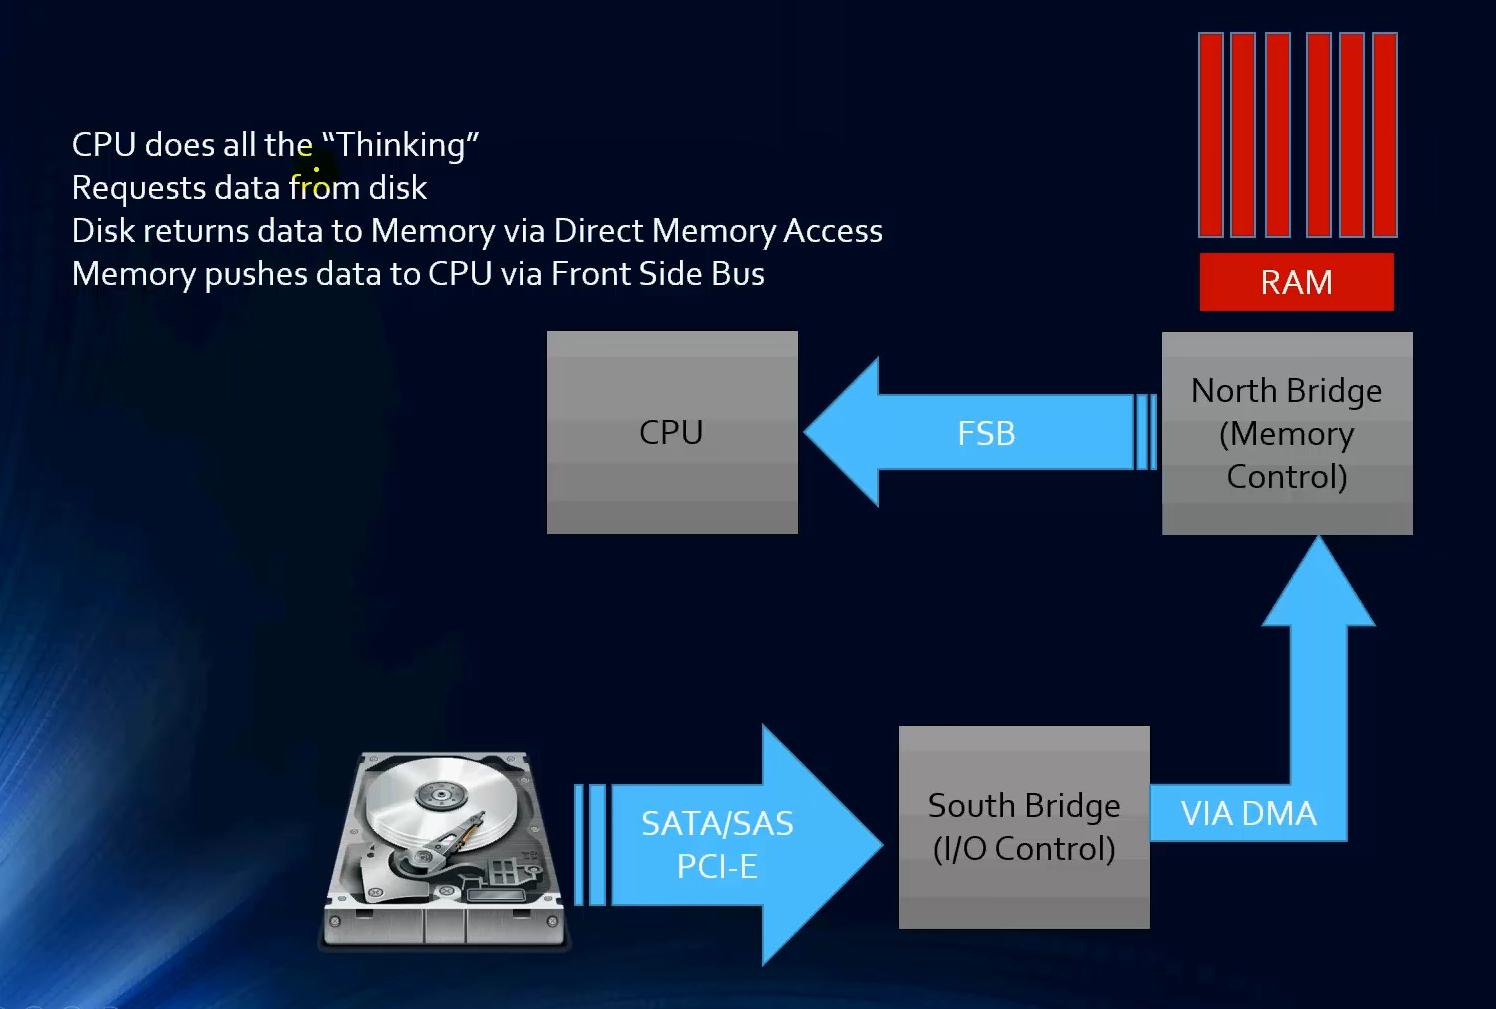 CPU does all the “Thinking”
Requests data from disk
Disk returns data to Memory via Direct Memory Access
Memory pushes data to CPU via Front Side Bus
RAM
CPU
FSB
North Bridge
(Memory
Control)
SATA/SAS
PCI-E
South Bridge
(I/O Control)
VIA DMA